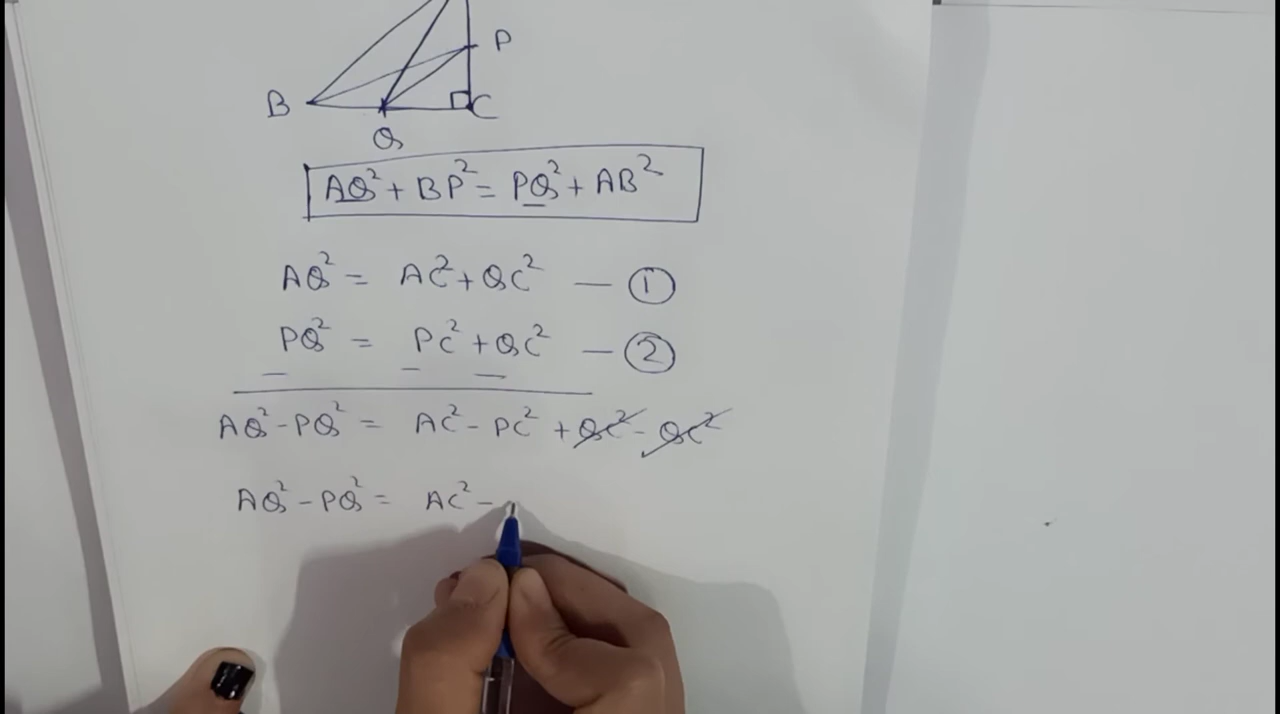 P
B
C
Q
AQ² + BP² = PQ² + AB²
AQ² = AC² + QC² — ①
PQ² = PC² + QC² — ②
AQ² - PQ² = AC² - PC² + QC² - QC²
AQ² - PQ² = AC² -